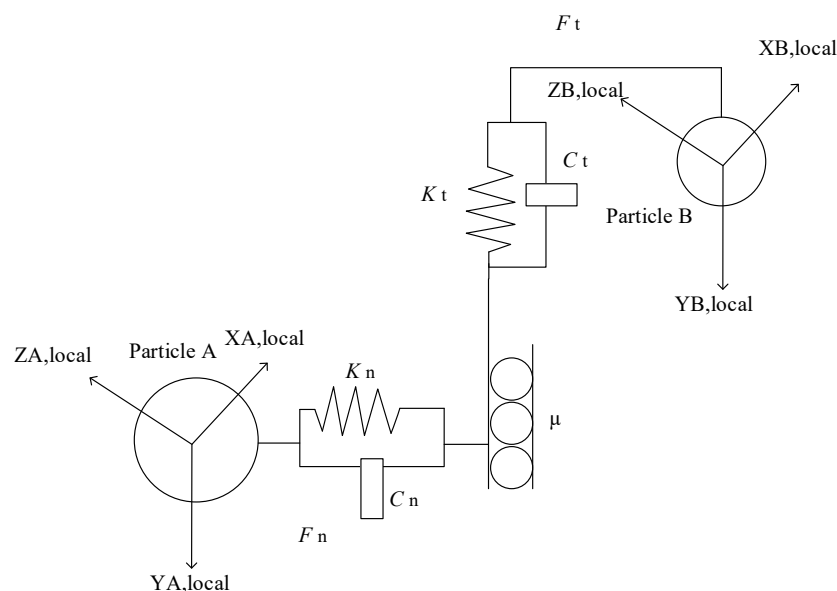 F t
XB,local
ZB,local
C t
K t
Particle B
YB,local
XA,local
Particle A
ZA,local
K n
μ
C n
F n
YA,local